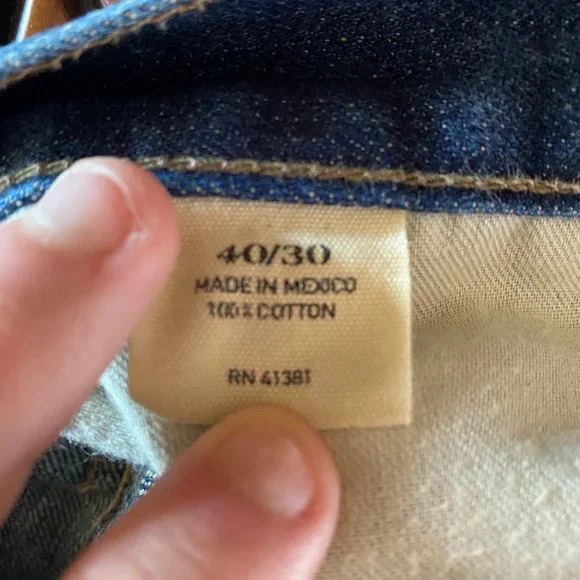 40/30
MADE IN MEXICO
100% COTTON
RN 41381